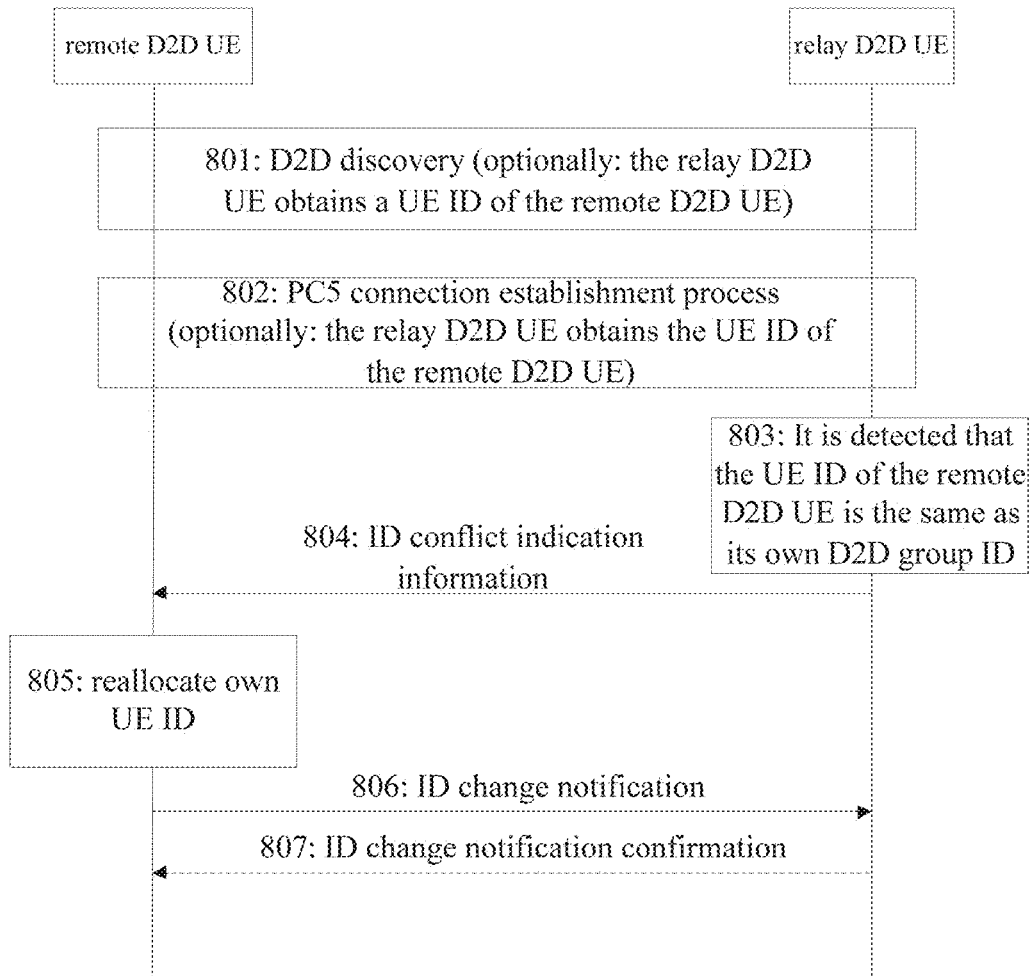 remote D2D UE
relay D2D UE
801: D2D discovery (optionally: the relay D2D
UE obtains a UE ID of the remote D2D UE)
802: PC5 connection establishment process
(optionally: the relay D2D UE obtains the UE ID of
the remote D2D UE)
803: It is detected that
the UE ID of the remote
D2D UE is the same as
its own D2D group ID
804: ID conflict indication
information
805: reallocate own
UE ID
806: ID change notification
807: ID change notification confirmation